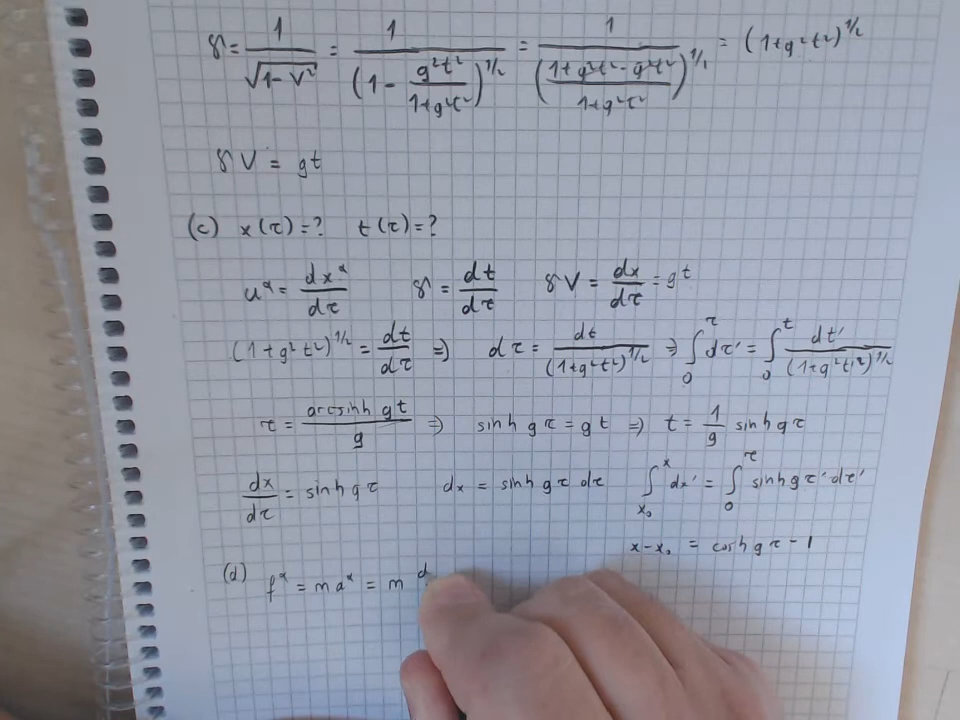 γ = 1/√(1-V²) = 1/(1 - g²t²/(1+g²t²))^1/2 = 1/((1+g²t²-g²t²)/(1+g²t²))^1/2 = (1+g²t²)^1/2
γV = gt
(c) x(τ)=? t(τ)=?
u^α = dx^α/dτ γ = dt/dτ γV = dx/dτ = gt
(1+g²t²)^1/2 = dt/dτ ⇒ dτ = dt/(1+g²t²)^1/2 ⇒ ∫₀^τ dτ' = ∫₀^t dt'/(1+g²t'²)^1/2
τ = arcsinh gt/g ⇒ sinh gτ = gt ⇒ t = 1/g sinh gτ
dx/dτ = sinh gτ dx = sinh gτ dτ ∫_x₀^x dx' = ∫₀^τ sinh gτ' dτ'
x-x₀ = cosh gτ - 1
(d) f^α = ma^α = m d